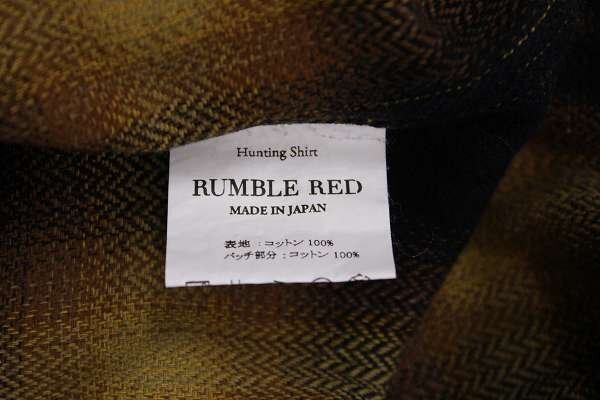 Hunting Shirt
RUMBLE RED
MADE IN JAPAN
表地 : コットン 100%
パッチ部分 : コットン 100%